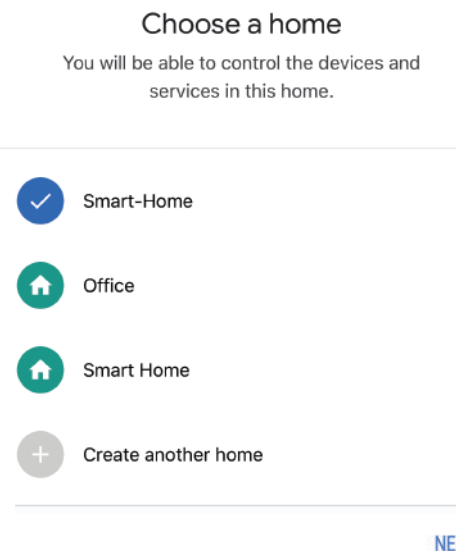 Choose a home
You will be able to control the devices and
services in this home.
Smart-Home
Office
Smart Home
Create another home
NE